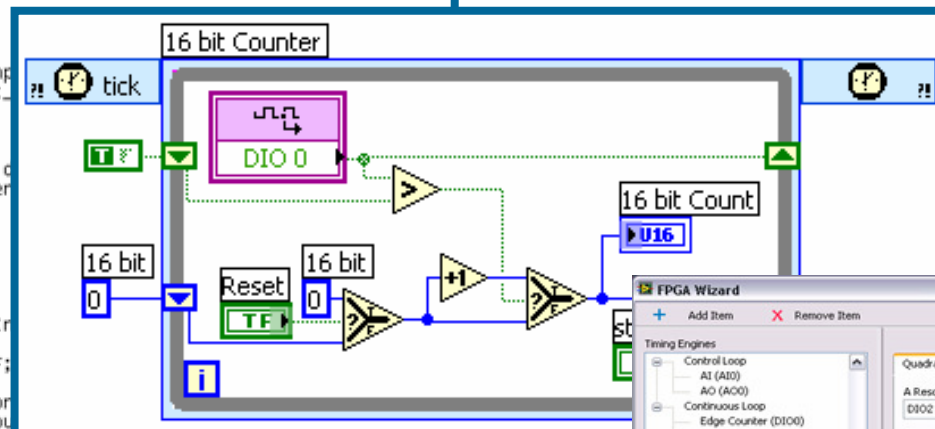 16 bit Counter
?!
tick
?!
DIO 0
T F
>
16 bit Count
U16
16 bit
16 bit
Reset
+1
0
0
TF
?
T
F
?
T
F
i
FPGA Wizard
Add Item
Remove Item
Timing Engines
Control Loop
AI (AI0)
AO (AO0)
Continuous Loop
Edge Counter (DIO0)
DIO2